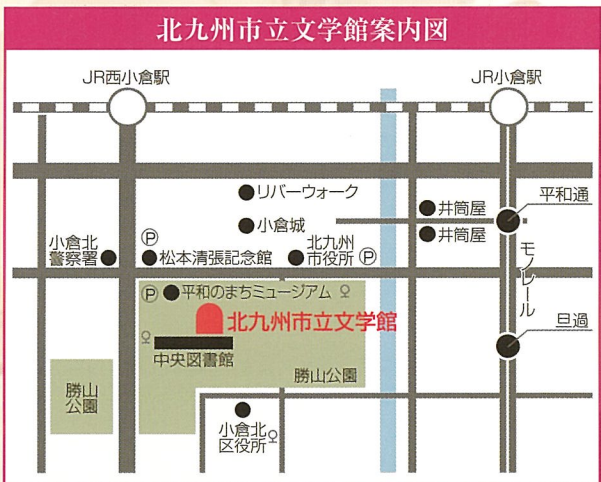 北九州市立文学館案内図
JR西小倉駅
JR小倉駅
リバーウォーク
平和通
井筒屋
小倉城
小倉北
警察署
Ⓟ
松本清張記念館
北九州
市役所
Ⓟ
井筒屋
モノレール
Ⓟ
平和のまちミュージアム
北九州市立文学館
旦過
中央図書館
勝山公園
勝山
公園
小倉北
区役所